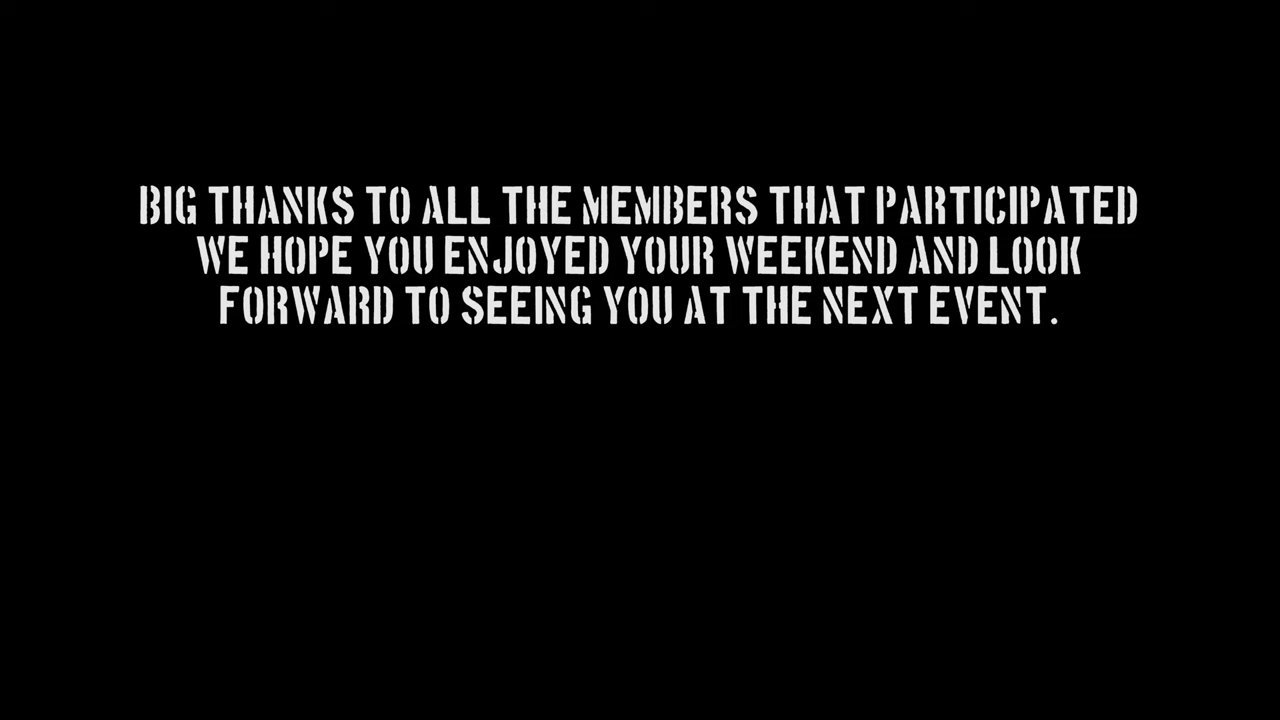 BIG THANKS TO ALL THE MEMBERS THAT PARTICIPATED
WE HOPE YOU ENJOYED YOUR WEEKEND AND LOOK
FORWARD TO SEEING YOU AT THE NEXT EVENT.